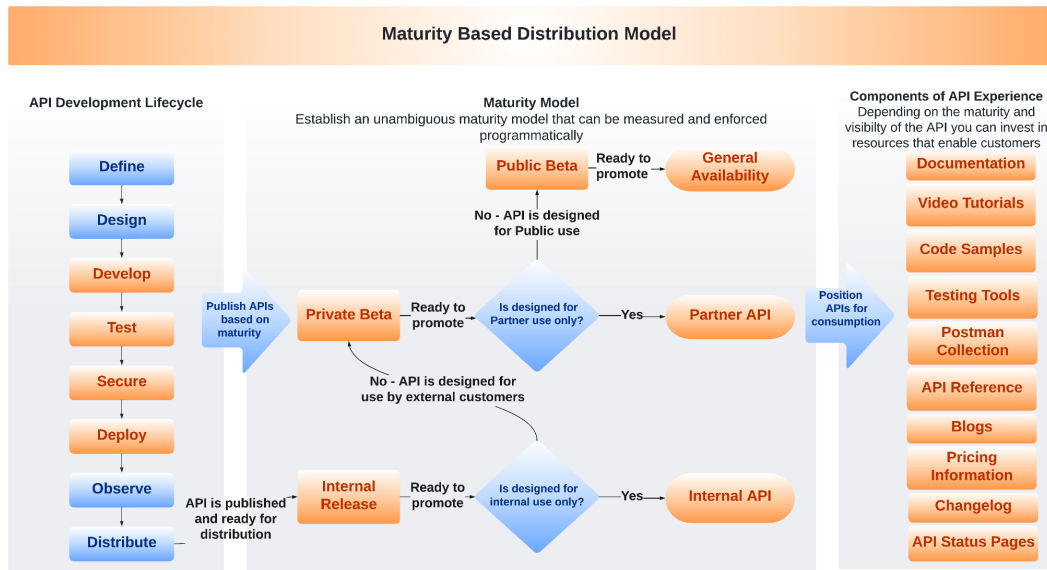 Maturity Based Distribution Model
API Development Lifecycle
Define
Design
Develop
Test
Secure
Deploy
Observe
Distribute
API is published
and ready for
distribution
Publish APIs
based on
maturity
Maturity Model
Establish an unambiguous maturity model that can be measured and enforced
programmatically
Public Beta
Ready to
promote
General
Availability
No - API is designed
for Public use
Private Beta
Ready to
promote
Is designed for
Partner use only?
Yes
Partner API
No - API is designed for
use by external customers
Internal
Release
Ready to
promote
Is designed for
internal use only?
Yes
Internal API
Position
APIs for
consumption
Components of API Experience
Depending on the maturity and
visibilty of the API you can invest in
resources that enable customers
Documentation
Video Tutorials
Code Samples
Testing Tools
Postman
Collection
API Reference
Blogs
Pricing
Information
Changelog
API Status Pages